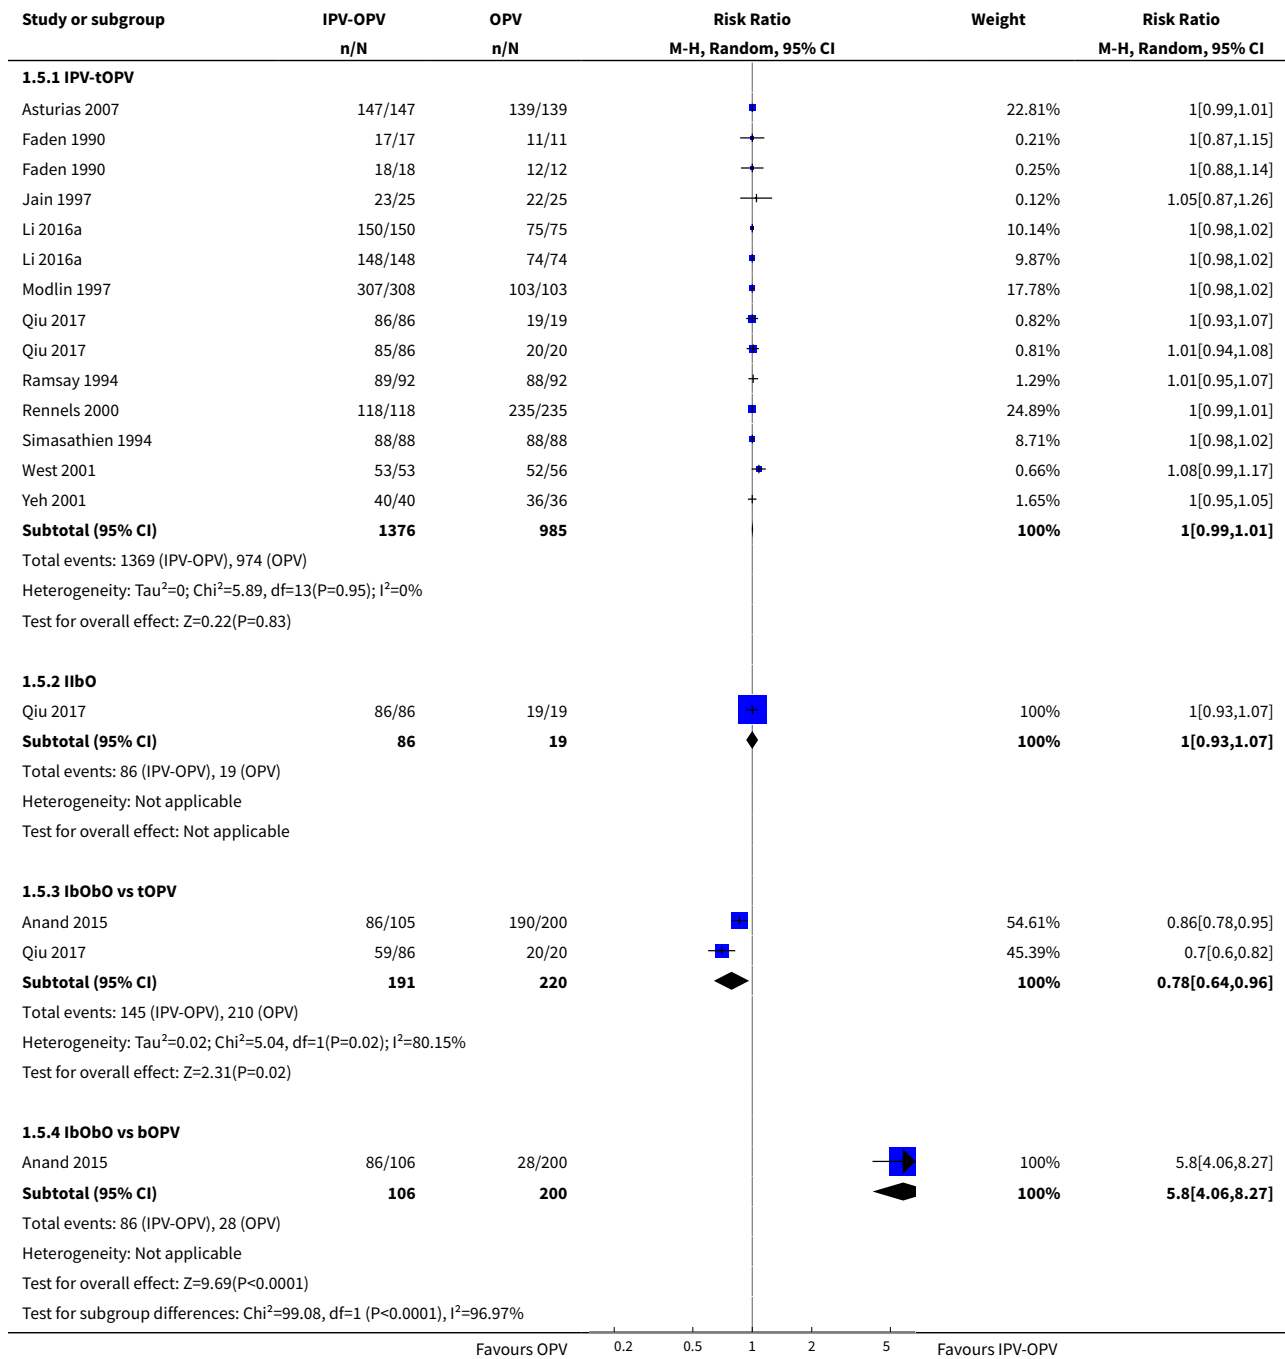 Study or subgroup IPV-OPV OPV Risk Ratio Weight Risk Ratio
n/N n/N M-H, Random, 95% CI M-H, Random, 95% CI
1.5.1 IPV-tOPV
Asturias 2007 147/147 139/139 22.81% 1[0.99,1.01]
Faden 1990 17/17 11/11 0.21% 1[0.87,1.15]
Faden 1990 18/18 12/12 0.25% 1[0.88,1.14]
Jain 1997 23/25 22/25 0.12% 1.05[0.87,1.26]
Li 2016a 150/150 75/75 10.14% 1[0.98,1.02]
Li 2016a 148/148 74/74 9.87% 1[0.98,1.02]
Modlin 1997 307/308 103/103 17.78% 1[0.98,1.02]
Qiu 2017 86/86 19/19 0.82% 1[0.93,1.07]
Qiu 2017 85/86 20/20 0.81% 1.01[0.94,1.08]
Ramsay 1994 89/92 88/92 1.29% 1.01[0.95,1.07]
Rennels 2000 118/118 235/235 24.89% 1[0.99,1.01]
Simasathien 1994 88/88 88/88 8.71% 1[0.98,1.02]
West 2001 53/53 52/56 0.66% 1.08[0.99,1.17]
Yeh 2001 40/40 36/36 1.65% 1[0.95,1.05]
Subtotal (95% CI) 1376 985 100% 1[0.99,1.01]
Total events: 1369 (IPV-OPV), 974 (OPV)
Heterogeneity: Tau²=0; Chi²=5.89, df=13(P=0.95); I²=0%
Test for overall effect: Z=0.22(P=0.83)
1.5.2 IIbO
Qiu 2017 86/86 19/19 100% 1[0.93,1.07]
Subtotal (95% CI) 86 19 100% 1[0.93,1.07]
Total events: 86 (IPV-OPV), 19 (OPV)
Heterogeneity: Not applicable
Test for overall effect: Not applicable
1.5.3 IbObO vs tOPV
Anand 2015 86/105 190/200 54.61% 0.86[0.78,0.95]
Qiu 2017 59/86 20/20 45.39% 0.7[0.6,0.82]
Subtotal (95% CI) 191 220 100% 0.78[0.64,0.96]
Total events: 145 (IPV-OPV), 210 (OPV)
Heterogeneity: Tau²=0.02; Chi²=5.04, df=1(P=0.02); I²=80.15%
Test for overall effect: Z=2.31(P=0.02)
1.5.4 IbObO vs bOPV
Anand 2015 86/106 28/200 100% 5.8[4.06,8.27]
Subtotal (95% CI) 106 200 100% 5.8[4.06,8.27]
Total events: 86 (IPV-OPV), 28 (OPV)
Heterogeneity: Not applicable
Test for overall effect: Z=9.69(P<0.0001)
Test for subgroup differences: Chi²=99.08, df=1 (P<0.0001), I²=96.97%
Favours OPV 0.2 0.5 1 2 5 Favours IPV-OPV